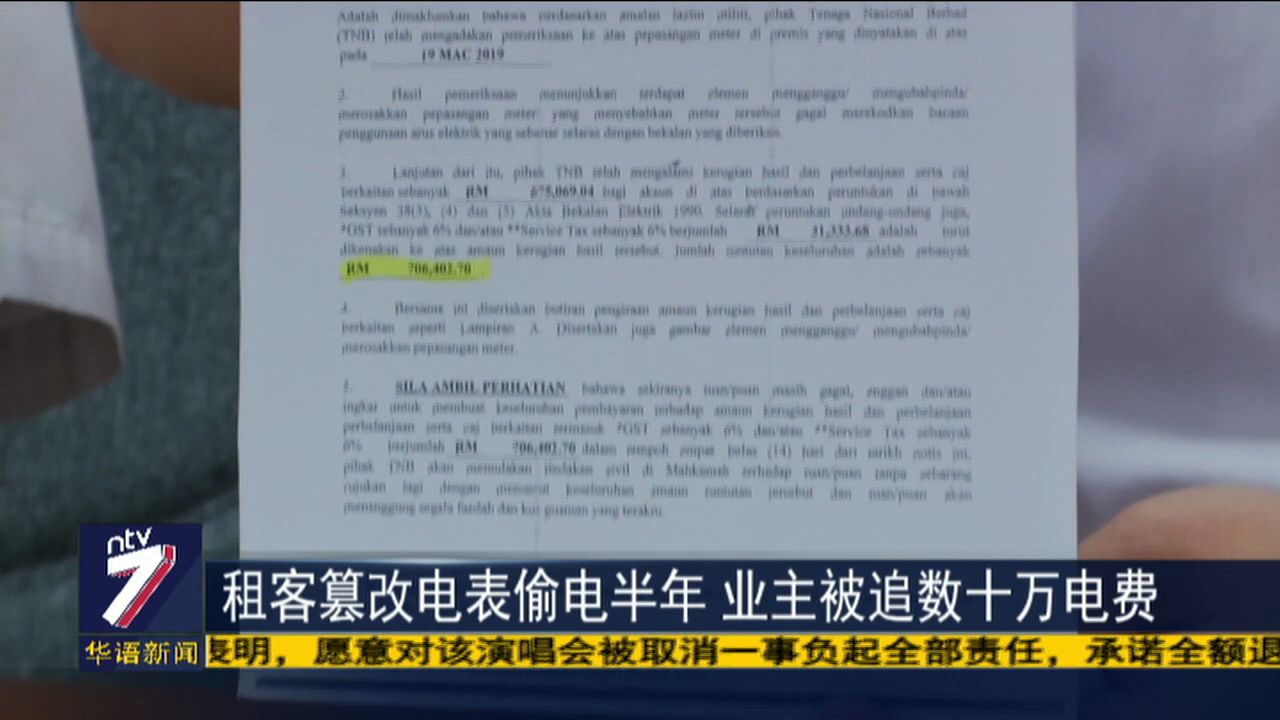 Adalah dimaklumkan bahawa berdasarkan amalan lazim utiliti, pihak Tenaga Nasional Berhad
(TNB) telah mengadakan pemeriksaan ke atas pepasangan meter di premis yang dinyatakan di atas
pada 19 MAC 2019
2. Hasil pemeriksaan menunjukkan terdapat elemen mengganggu/ mengubahpinda/
merosakkan pepasangan meter yang menyebabkan meter tersebut gagal merekodkan bacaan
penggunaan arus elektrik yang sebenar selaras dengan bekalan yang diberikan.
3. Lanjutan dari itu, pihak TNB telah mengalami kerugian hasil dan perbelanjaan serta caj
berkaitan sebanyak RM 675,069.04 bagi akaun di atas berdasarkan peruntukan di bawah
Seksyen 38(3), (4) dan (5) Akta Bekalan Elektrik 1990. Selaras peruntukan undang-undang juga,
*GST sebanyak 6% dan/atau **Service Tax sebanyak 6% berjumlah RM 31,333.68 adalah turut
dikenakan ke atas amaun kerugian hasil tersebut. Jumlah tuntutan keseluruhan adalah sebanyak
RM 706,402.70
4. Bersama ini disertakan butiran pengiraan amaun kerugian hasil dan perbelanjaan serta caj
berkaitan seperti Lampiran A. Disertakan juga gambar elemen mengganggu/ mengubahpinda/
merosakkan pepasangan meter.
5. SILA AMBIL PERHATIAN bahawa sekiranya tuan/puan masih gagal, enggan dan/atau
ingkar untuk membuat keseluruhan pembayaran terhadap amaun kerugian hasil dan perbelanjaan
perbelanjaan serta caj berkaitan termasuk *GST sebanyak 6% dan/atau **Service Tax sebanyak
6% berjumlah RM 706,402.70 dalam tempoh empat belas (14) hari dari tarikh notis ini,
pihak TNB akan memulakan tindakan sivil di Mahkamah terhadap tuan/puan tanpa sebarang
rujukan lagi dengan menuntut keseluruhan amaun tuntutan tersebut dan tuan/puan akan
menanggung segala faedah dan kos guaman yang terakru.
ntv
7
租客篡改电表偷电半年 业主被追数十万电费
华语新闻
表明，愿意对该演唱会被取消一事负起全部责任，承诺全额退